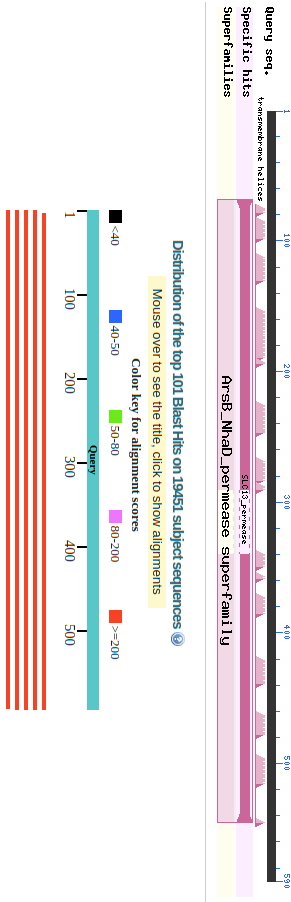 Query seq.
1 100 200 300 400 500 590
transmembrane helices
Specific hits
SLC13_permease
Superfamilies
ArsB_NhaD_permease superfamily
Distribution of the top 101 Blast Hits on 19451 subject sequences
Mouse over to see the title, click to show alignments
Color key for alignment scores
<40 40-50 50-80 80-200 >=200
Query
1 100 200 300 400 500